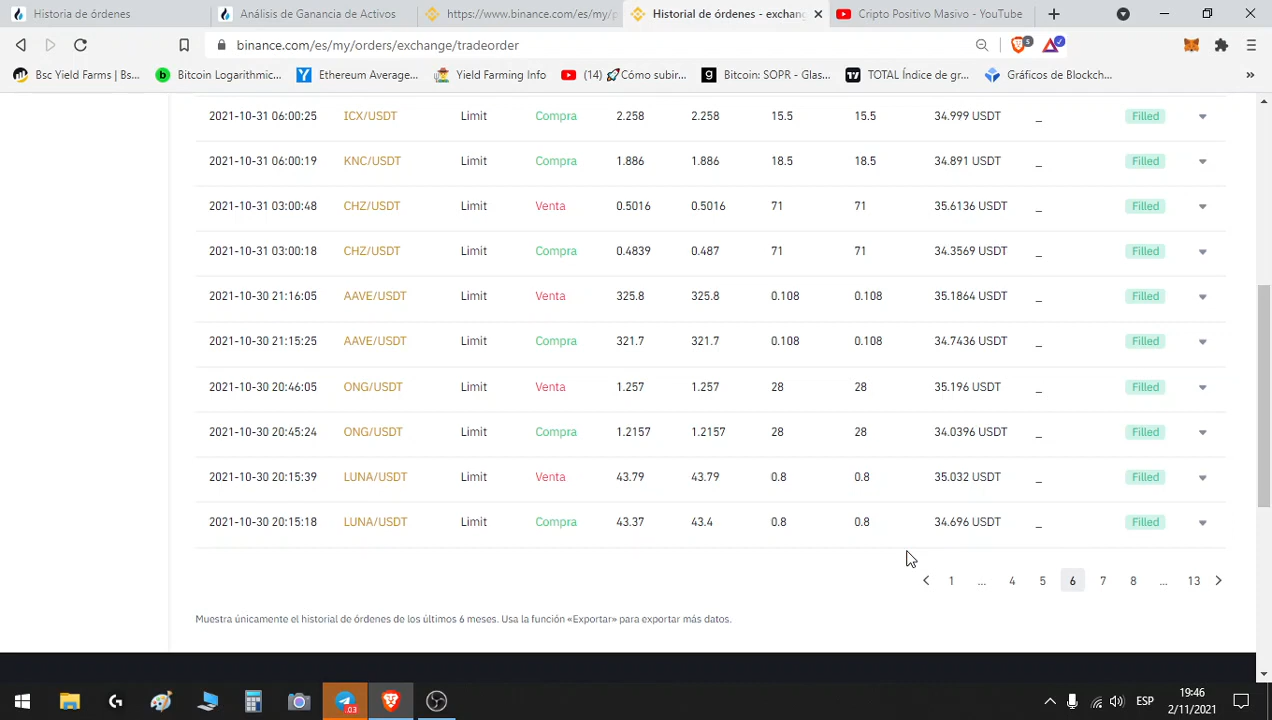 Historia de órdenes
Análisis de Ganancia de Activos
https://www.binance.com/es/my/p
Historial de órdenes - exchang
Cripto Positivo Masivo - YouTube
binance.com/es/my/orders/exchange/tradeorder
5
Bsc Yield Farms | Bs...
Bitcoin Logarithmic...
Ethereum Average...
Yield Farming Info
(14) 🚀Cómo subir...
Bitcoin: SOPR - Glas...
TOTAL Índice de gr...
Gráficos de Blockch...
»
2021-10-31 06:00:25 ICX/USDT Limit Compra 2.258 2.258 15.5 15.5 34.999 USDT _ Filled
2021-10-31 06:00:19 KNC/USDT Limit Compra 1.886 1.886 18.5 18.5 34.891 USDT _ Filled
2021-10-31 03:00:48 CHZ/USDT Limit Venta 0.5016 0.5016 71 71 35.6136 USDT _ Filled
2021-10-31 03:00:18 CHZ/USDT Limit Compra 0.4839 0.487 71 71 34.3569 USDT _ Filled
2021-10-30 21:16:05 AAVE/USDT Limit Venta 325.8 325.8 0.108 0.108 35.1864 USDT _ Filled
2021-10-30 21:15:25 AAVE/USDT Limit Compra 321.7 321.7 0.108 0.108 34.7436 USDT _ Filled
2021-10-30 20:46:05 ONG/USDT Limit Venta 1.257 1.257 28 28 35.196 USDT _ Filled
2021-10-30 20:45:24 ONG/USDT Limit Compra 1.2157 1.2157 28 28 34.0396 USDT _ Filled
2021-10-30 20:15:39 LUNA/USDT Limit Venta 43.79 43.79 0.8 0.8 35.032 USDT _ Filled
2021-10-30 20:15:18 LUNA/USDT Limit Compra 43.37 43.4 0.8 0.8 34.696 USDT _ Filled
1 ... 4 5 6 7 8 ... 13
Muestra únicamente el historial de órdenes de los últimos 6 meses. Usa la función «Exportar» para exportar más datos.
ESP
19:46
2/11/2021